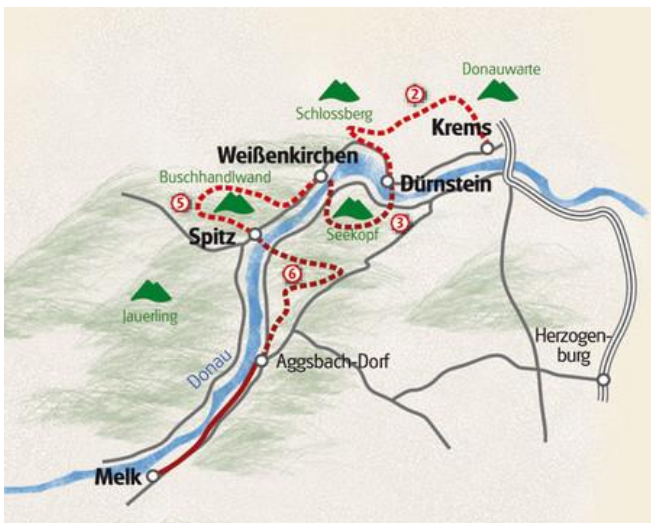 Donauwarte
2
Schlossberg
Krems
Weißenkirchen
Buschhandlwand
Dürnstein
5
3
Seekopf
Spitz
6
Jauerling
Herzogen-
burg
Donau
Aggsbach-Dorf
Melk